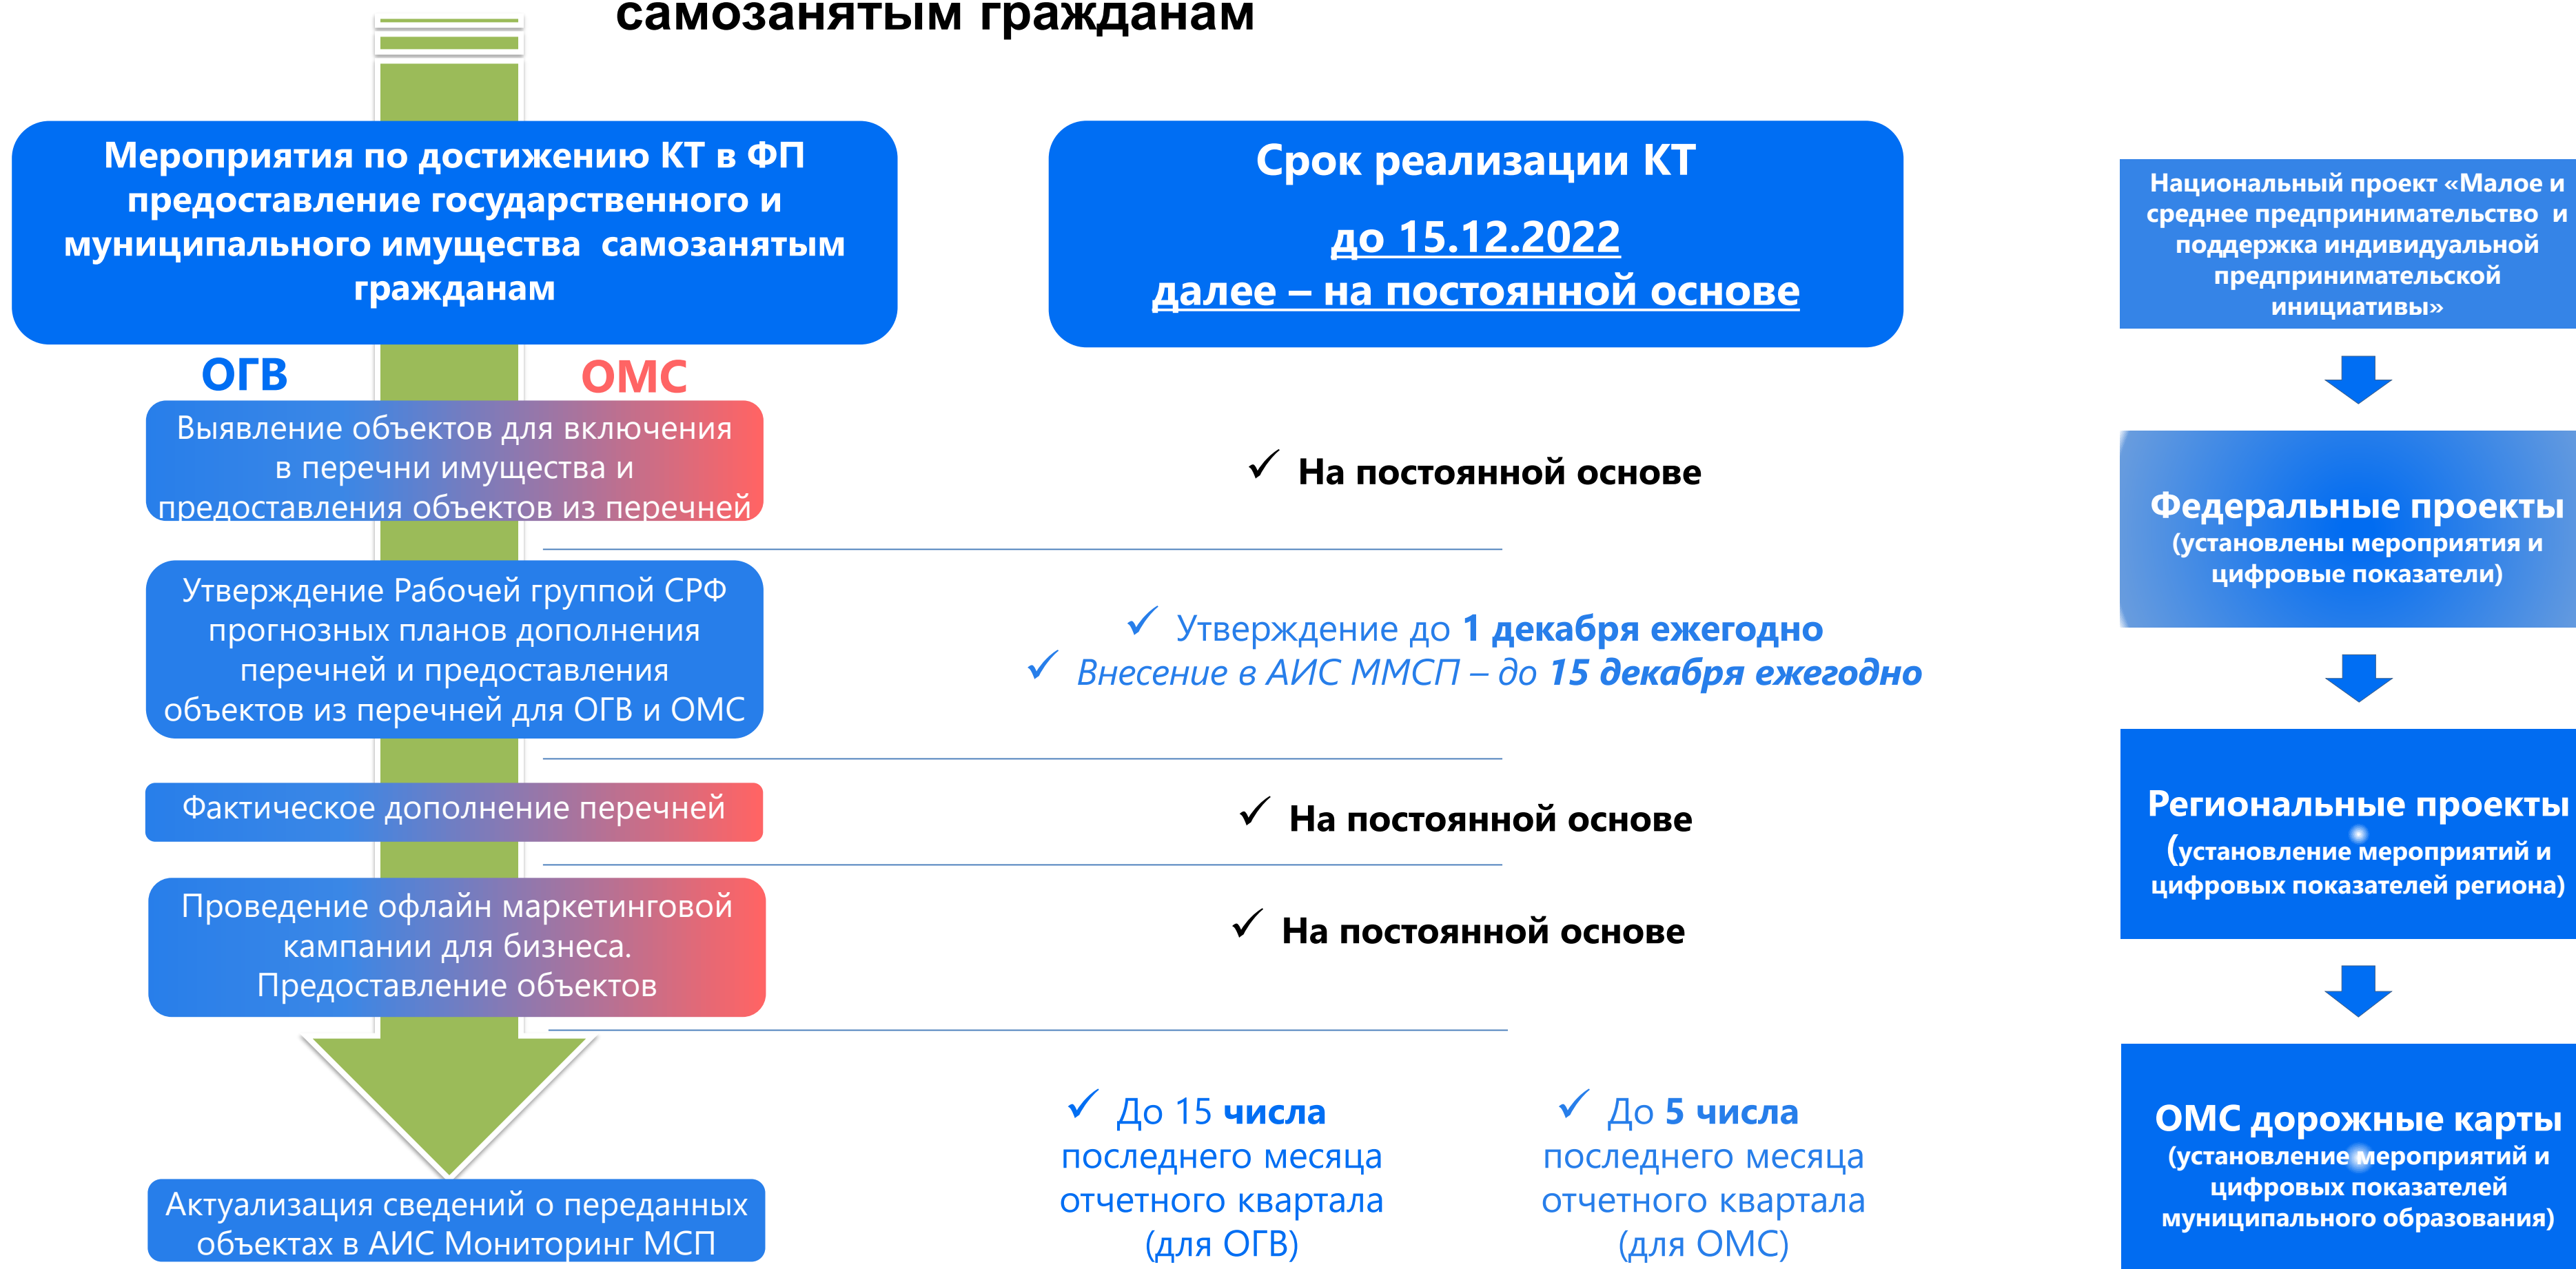 самозанятым гражданам
Мероприятия по достижению КТ в ФП
предоставление государственного и
муниципального имущества самозанятым
гражданам
Срок реализации КТ
до 15.12.2022
далее – на постоянной основе
ОГВ
ОМС
Выявление объектов для включения
в перечни имущества и
предоставления объектов из перечней
На постоянной основе
Утверждение Рабочей группой СРФ
прогнозных планов дополнения
перечней и предоставления
объектов из перечней для ОГВ и ОМС
Утверждение до 1 декабря ежегодно
Внесение в АИС ММСП – до 15 декабря ежегодно
Фактическое дополнение перечней
На постоянной основе
Проведение офлайн маркетинговой
кампании для бизнеса.
Предоставление объектов
На постоянной основе
Актуализация сведений о переданных
объектах в АИС Мониторинг МСП
До 15 числа
последнего месяца
отчетного квартала
(для ОГВ)
До 5 числа
последнего месяца
отчетного квартала
(для ОМС)
Национальный проект «Малое и
среднее предпринимательство и
поддержка индивидуальной
предпринимательской
инициативы»
Федеральные проекты
(установлены мероприятия и
цифровые показатели)
Региональные проекты
(установление мероприятий и
цифровых показателей региона)
ОМС дорожные карты
(установление мероприятий и
цифровых показателей
муниципального образования)